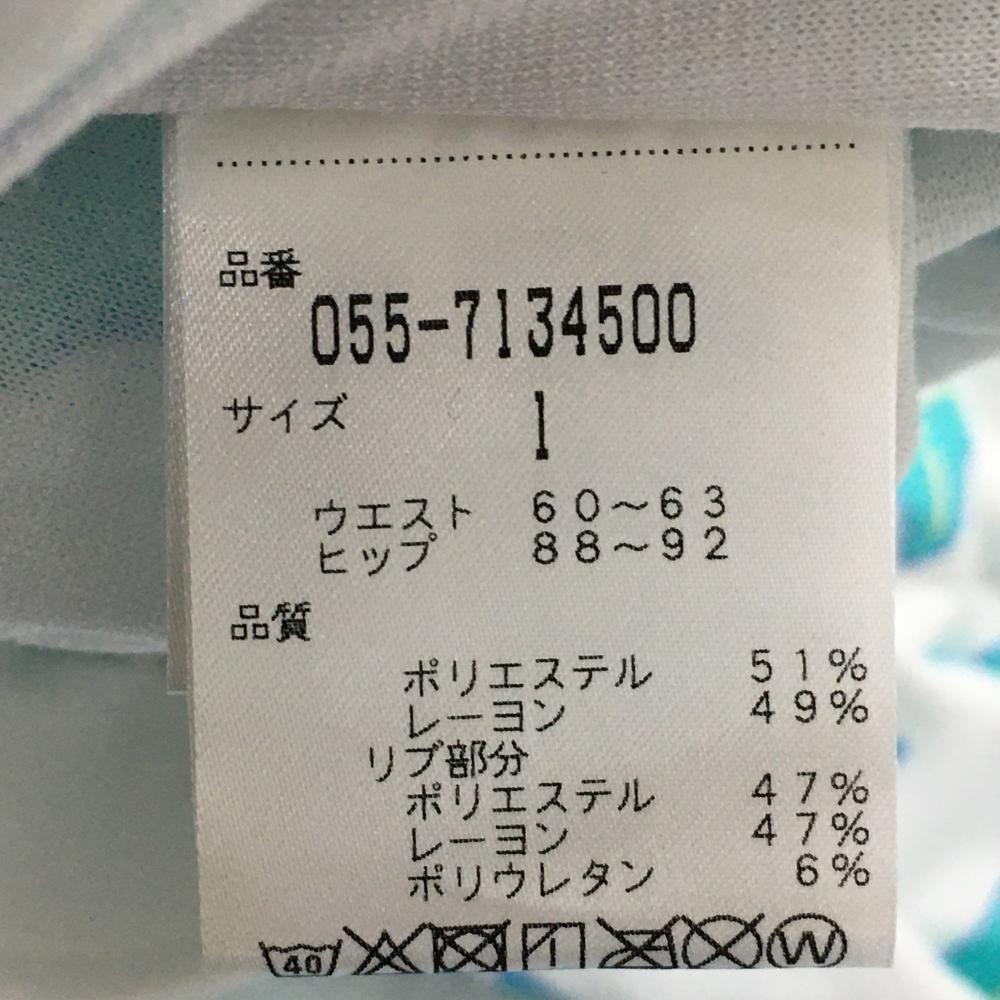 品番
055-7134500
サイズ 1
ウエスト 60〜63
ヒップ 88〜92
品質
ポリエステル 51%
レーヨン 49%
リブ部分
ポリエステル 47%
レーヨン 47%
ポリウレタン 6%
40 W